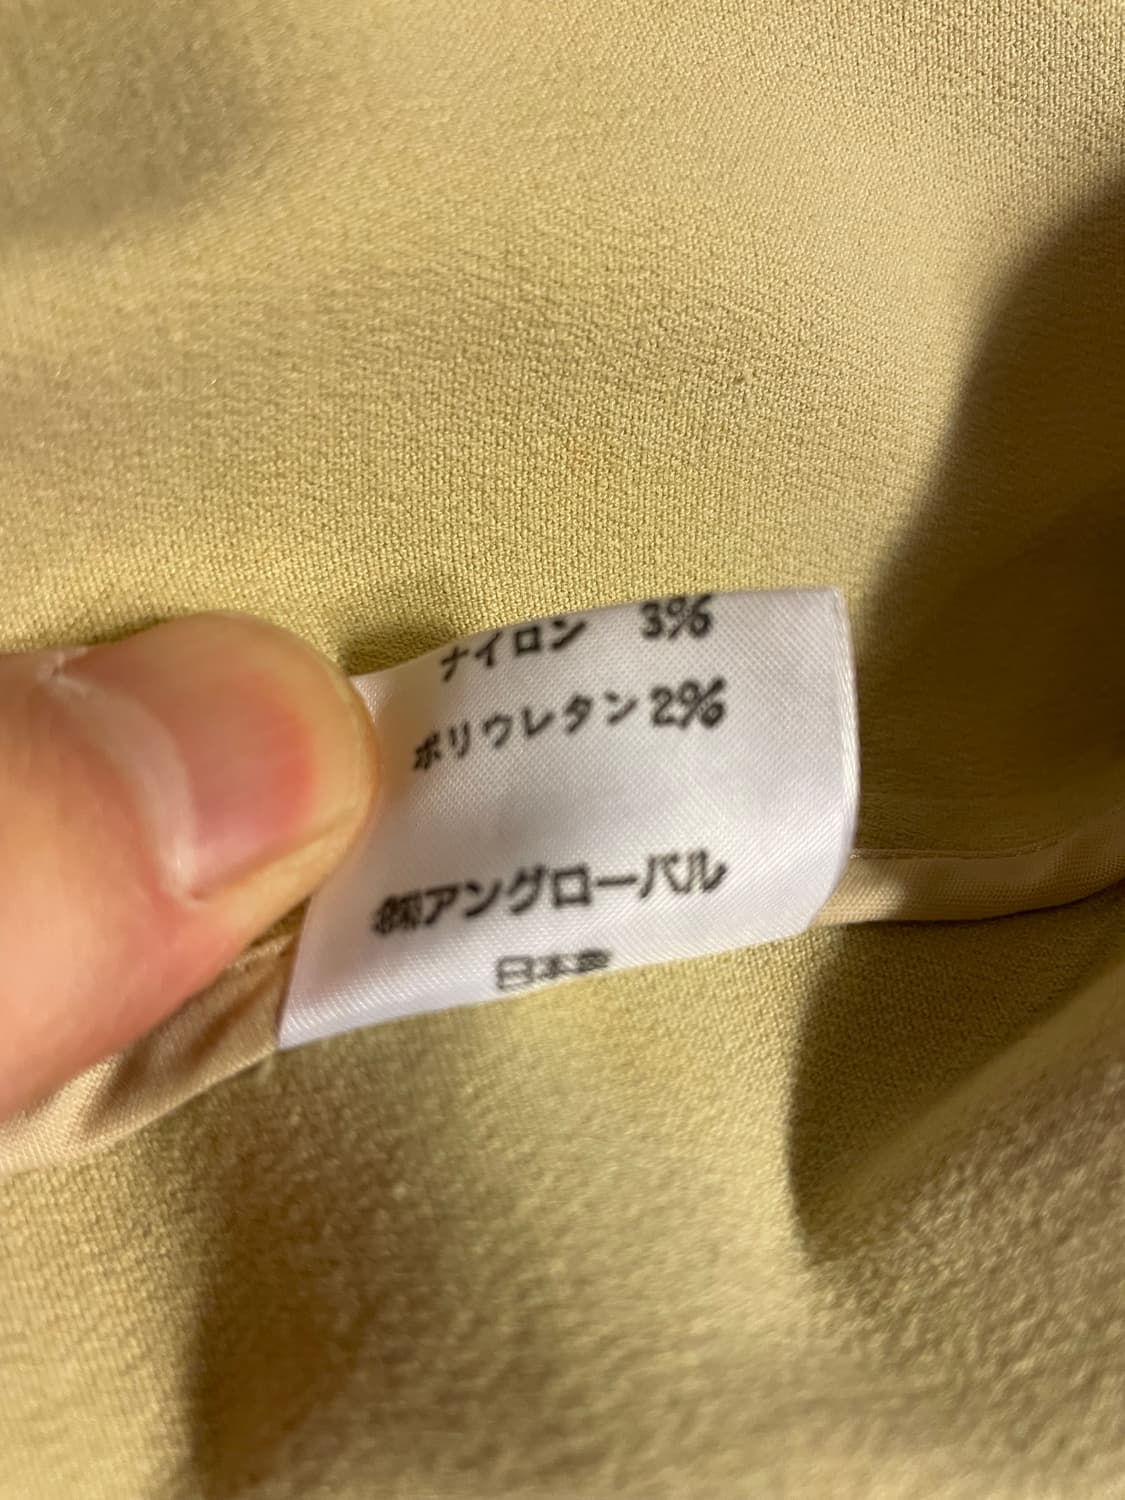 ナイロン 3%
ポリウレタン 2%
㈱アングローバル
日本